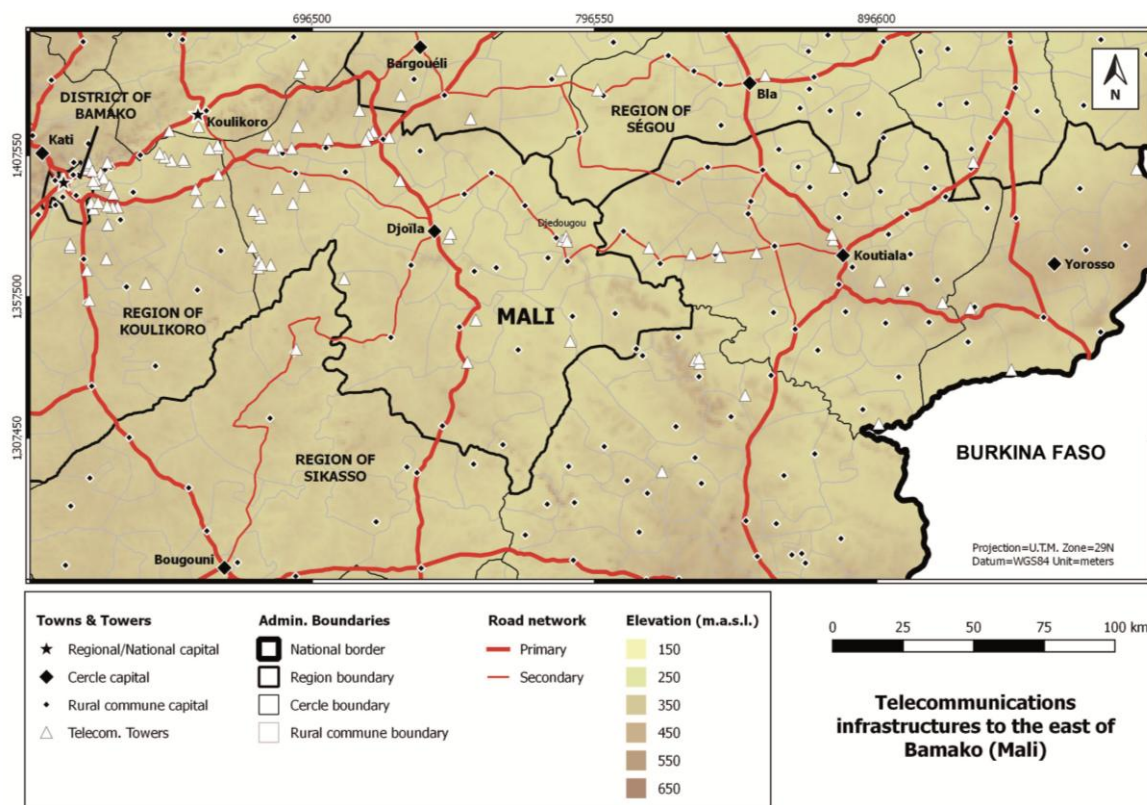 696500
796550
896600
1407550
1357500
1302450
DISTRICT OF
BAMAKO
Kati
Koulikoro
Bargouéli
REGION OF
SÉGOU
Bla
N
Djoïla
Djedougou
Koutiala
Yorosso
REGION OF
KOULIKORO
MALI
REGION OF
SIKASSO
BURKINA FASO
Bougouni
Projection=U.T.M. Zone=29N
Datum=WGS84 Unit=meters
Towns & Towers
Regional/National capital
Cercle capital
Rural commune capital
Telecom. Towers
Admin. Boundaries
National border
Region boundary
Cercle boundary
Rural commune boundary
Road network
Primary
Secondary
Elevation (m.a.s.l.)
150
250
350
450
550
650
0 25 50 75 100 km
Telecommunications
infrastructures to the east of
Bamako (Mali)